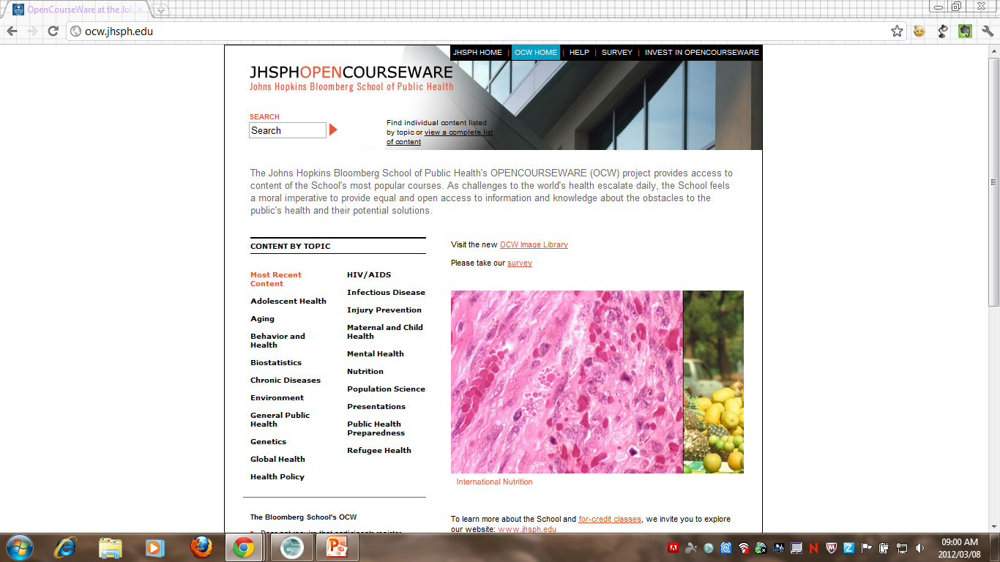 OpenCourseWare at the Joh
ocw.jhsph.edu
JHSPH HOME | OCW HOME | HELP | SURVEY | INVEST IN OPENCOURSEWARE
JHSPHOPENCOURSEWARE
Johns Hopkins Bloomberg School of Public Health
SEARCH
Search
Find individual content listed
by topic or view a complete list
of content
The Johns Hopkins Bloomberg School of Public Health's OPENCOURSEWARE (OCW) project provides access to
content of the School's most popular courses. As challenges to the world's health escalate daily, the School feels
a moral imperative to provide equal and open access to information and knowledge about the obstacles to the
public's health and their potential solutions.
CONTENT BY TOPIC
Most Recent
Content
Adolescent Health
Aging
Behavior and
Health
Biostatistics
Chronic Diseases
Environment
General Public
Health
Genetics
Global Health
Health Policy
HIV/AIDS
Infectious Disease
Injury Prevention
Maternal and Child
Health
Mental Health
Nutrition
Population Science
Presentations
Public Health
Preparedness
Refugee Health
The Bloomberg School's OCW
Does not require that participants register
Visit the new OCW Image Library
Please take our survey
International Nutrition
To learn more about the School and for-credit classes, we invite you to explore
our website: www.jhsph.edu
09:00 AM
2012/03/08